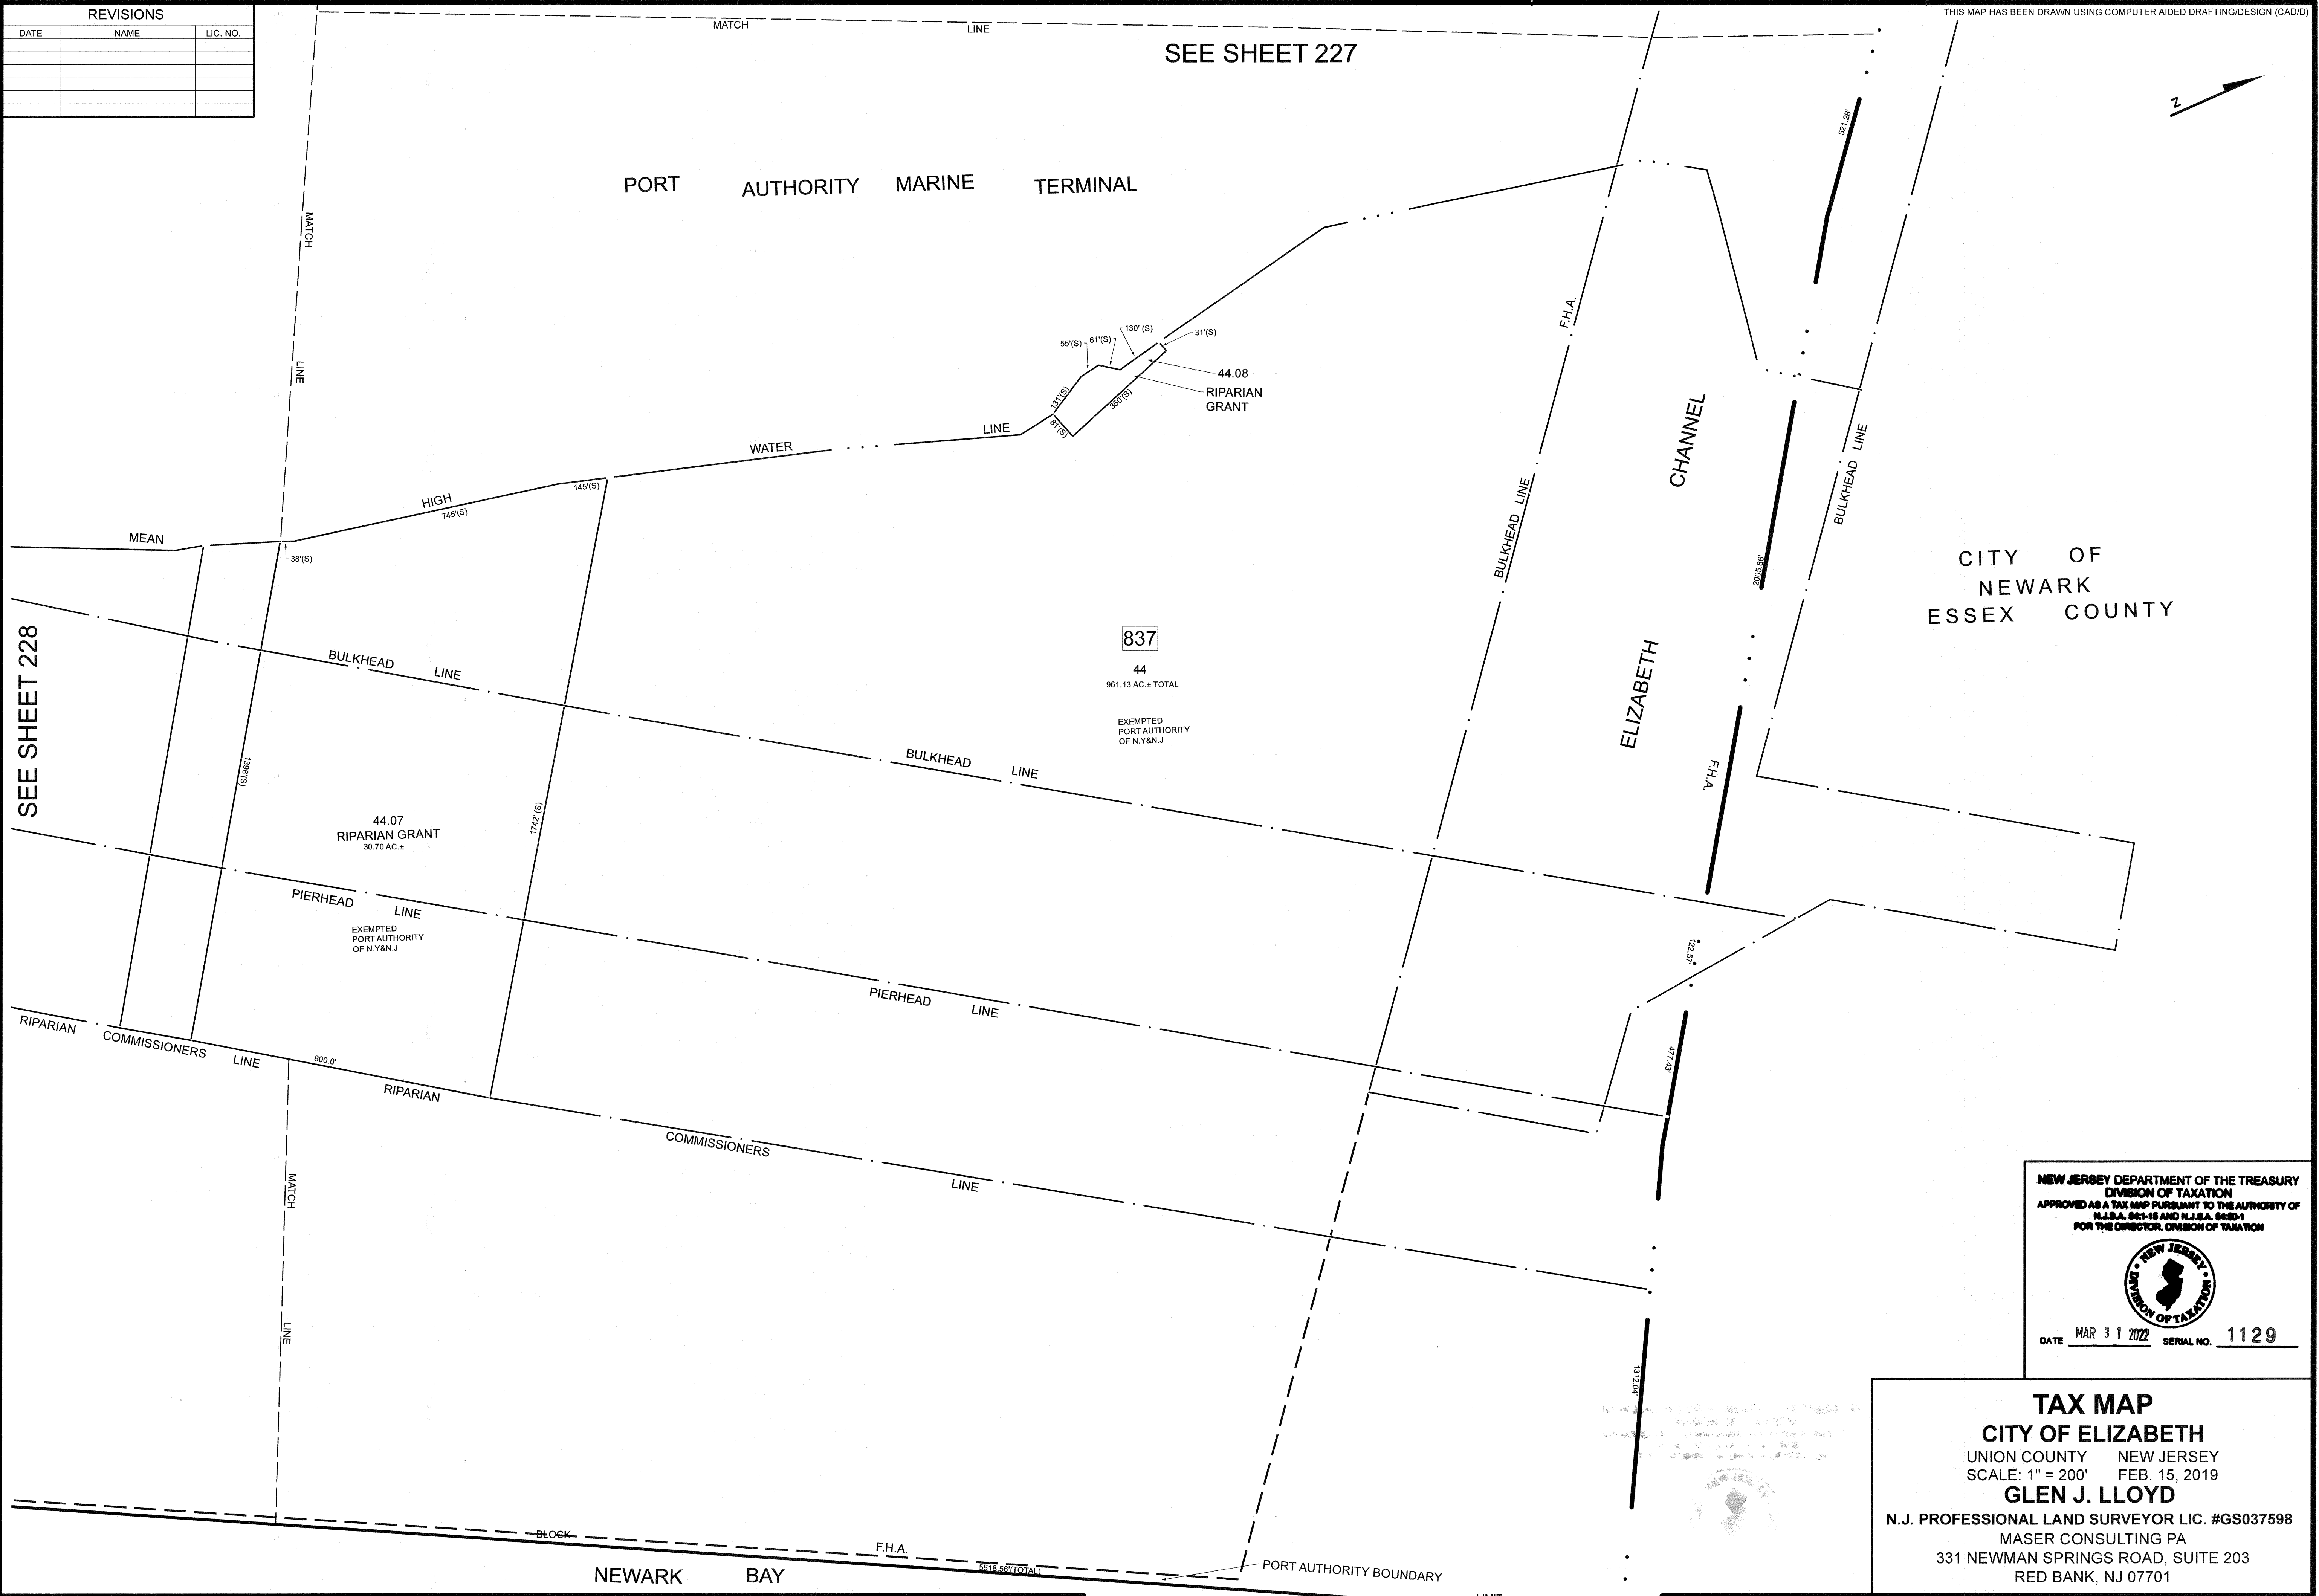 REVISIONS
DATE NAME LIC. NO.
THIS MAP HAS BEEN DRAWN USING COMPUTER AIDED DRAFTING/DESIGN (CAD/D)
MATCH LINE
SEE SHEET 227
N
521.28'
PORT AUTHORITY MARINE TERMINAL
MATCH LINE
F.H.A.
BULKHEAD LINE
55'(S)
61'(S)
130' (S)
31'(S)
44.08
RIPARIAN
GRANT
131'(S)
350'(S)
81'(S)
MEAN HIGH WATER LINE
745'(S)
145'(S)
38'(S)
ELIZABETH CHANNEL
2005.86'
BULKHEAD LINE
CITY OF
NEWARK
ESSEX COUNTY
SEE SHEET 228
BULKHEAD LINE
837
44
961.13 AC.± TOTAL
EXEMPTED
PORT AUTHORITY
OF N.Y&N.J
BULKHEAD LINE
F.H.A.
1398'(S)
1742' (S)
44.07
RIPARIAN GRANT
30.70 AC.±
PIERHEAD LINE
EXEMPTED
PORT AUTHORITY
OF N.Y&N.J
PIERHEAD LINE
122.57'
477.43'
RIPARIAN COMMISSIONERS LINE
800.0'
RIPARIAN COMMISSIONERS LINE
MATCH LINE
1312.04'
BLOCK
F.H.A.
5518.56'(TOTAL)
NEWARK BAY
PORT AUTHORITY BOUNDARY
NEW JERSEY DEPARTMENT OF THE TREASURY
DIVISION OF TAXATION
APPROVED AS A TAX MAP PURSUANT TO THE AUTHORITY OF
N.J.S.A. 54:1-15 AND N.J.S.A. 54:50-1
FOR THE DIRECTOR, DIVISION OF TAXATION
NEW JERSEY
DIVISION OF TAXATION
DATE MAR 31 2022 SERIAL NO. 1129
TAX MAP
CITY OF ELIZABETH
UNION COUNTY NEW JERSEY
SCALE: 1" = 200' FEB. 15, 2019
GLEN J. LLOYD
N.J. PROFESSIONAL LAND SURVEYOR LIC. #GS037598
MASER CONSULTING PA
331 NEWMAN SPRINGS ROAD, SUITE 203
RED BANK, NJ 07701